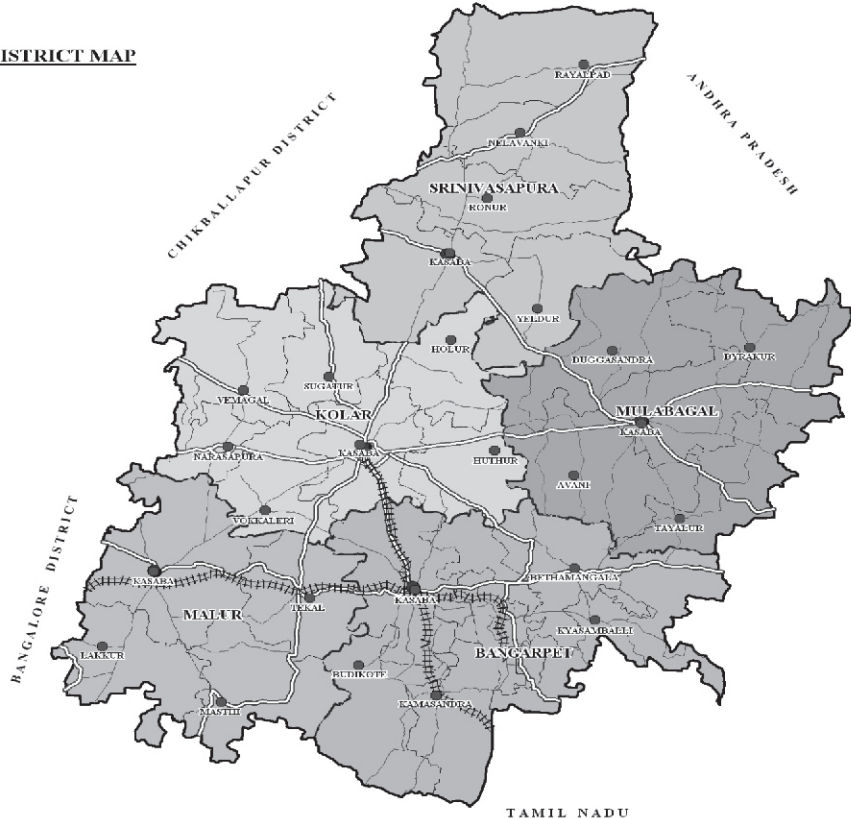 ISTRICT MAP
RAYALPAD
ANDHRA PRADESH
CHIKBALLAPUR DISTRICT
NELAVANKI
SRINIVASAPURA
RONUR
KASABA
YELDUR
HOLUR
DUGGASANDRA
DYRAKUR
SUGATUR
VEMAGAL
KOLAR
MULABAGAL
KASABA
NARASAPURA
KASABA
HUTHUR
AVANI
VOKKALERI
TAYALUR
BANGALORE DISTRICT
KASABA
BETHAMANGALA
KASABA
TEKAL
MALUR
KYASAMBALLI
LAKKUR
BANGARPET
BUDIKOTE
MASTHI
KAMASANDRA
TAMIL NADU